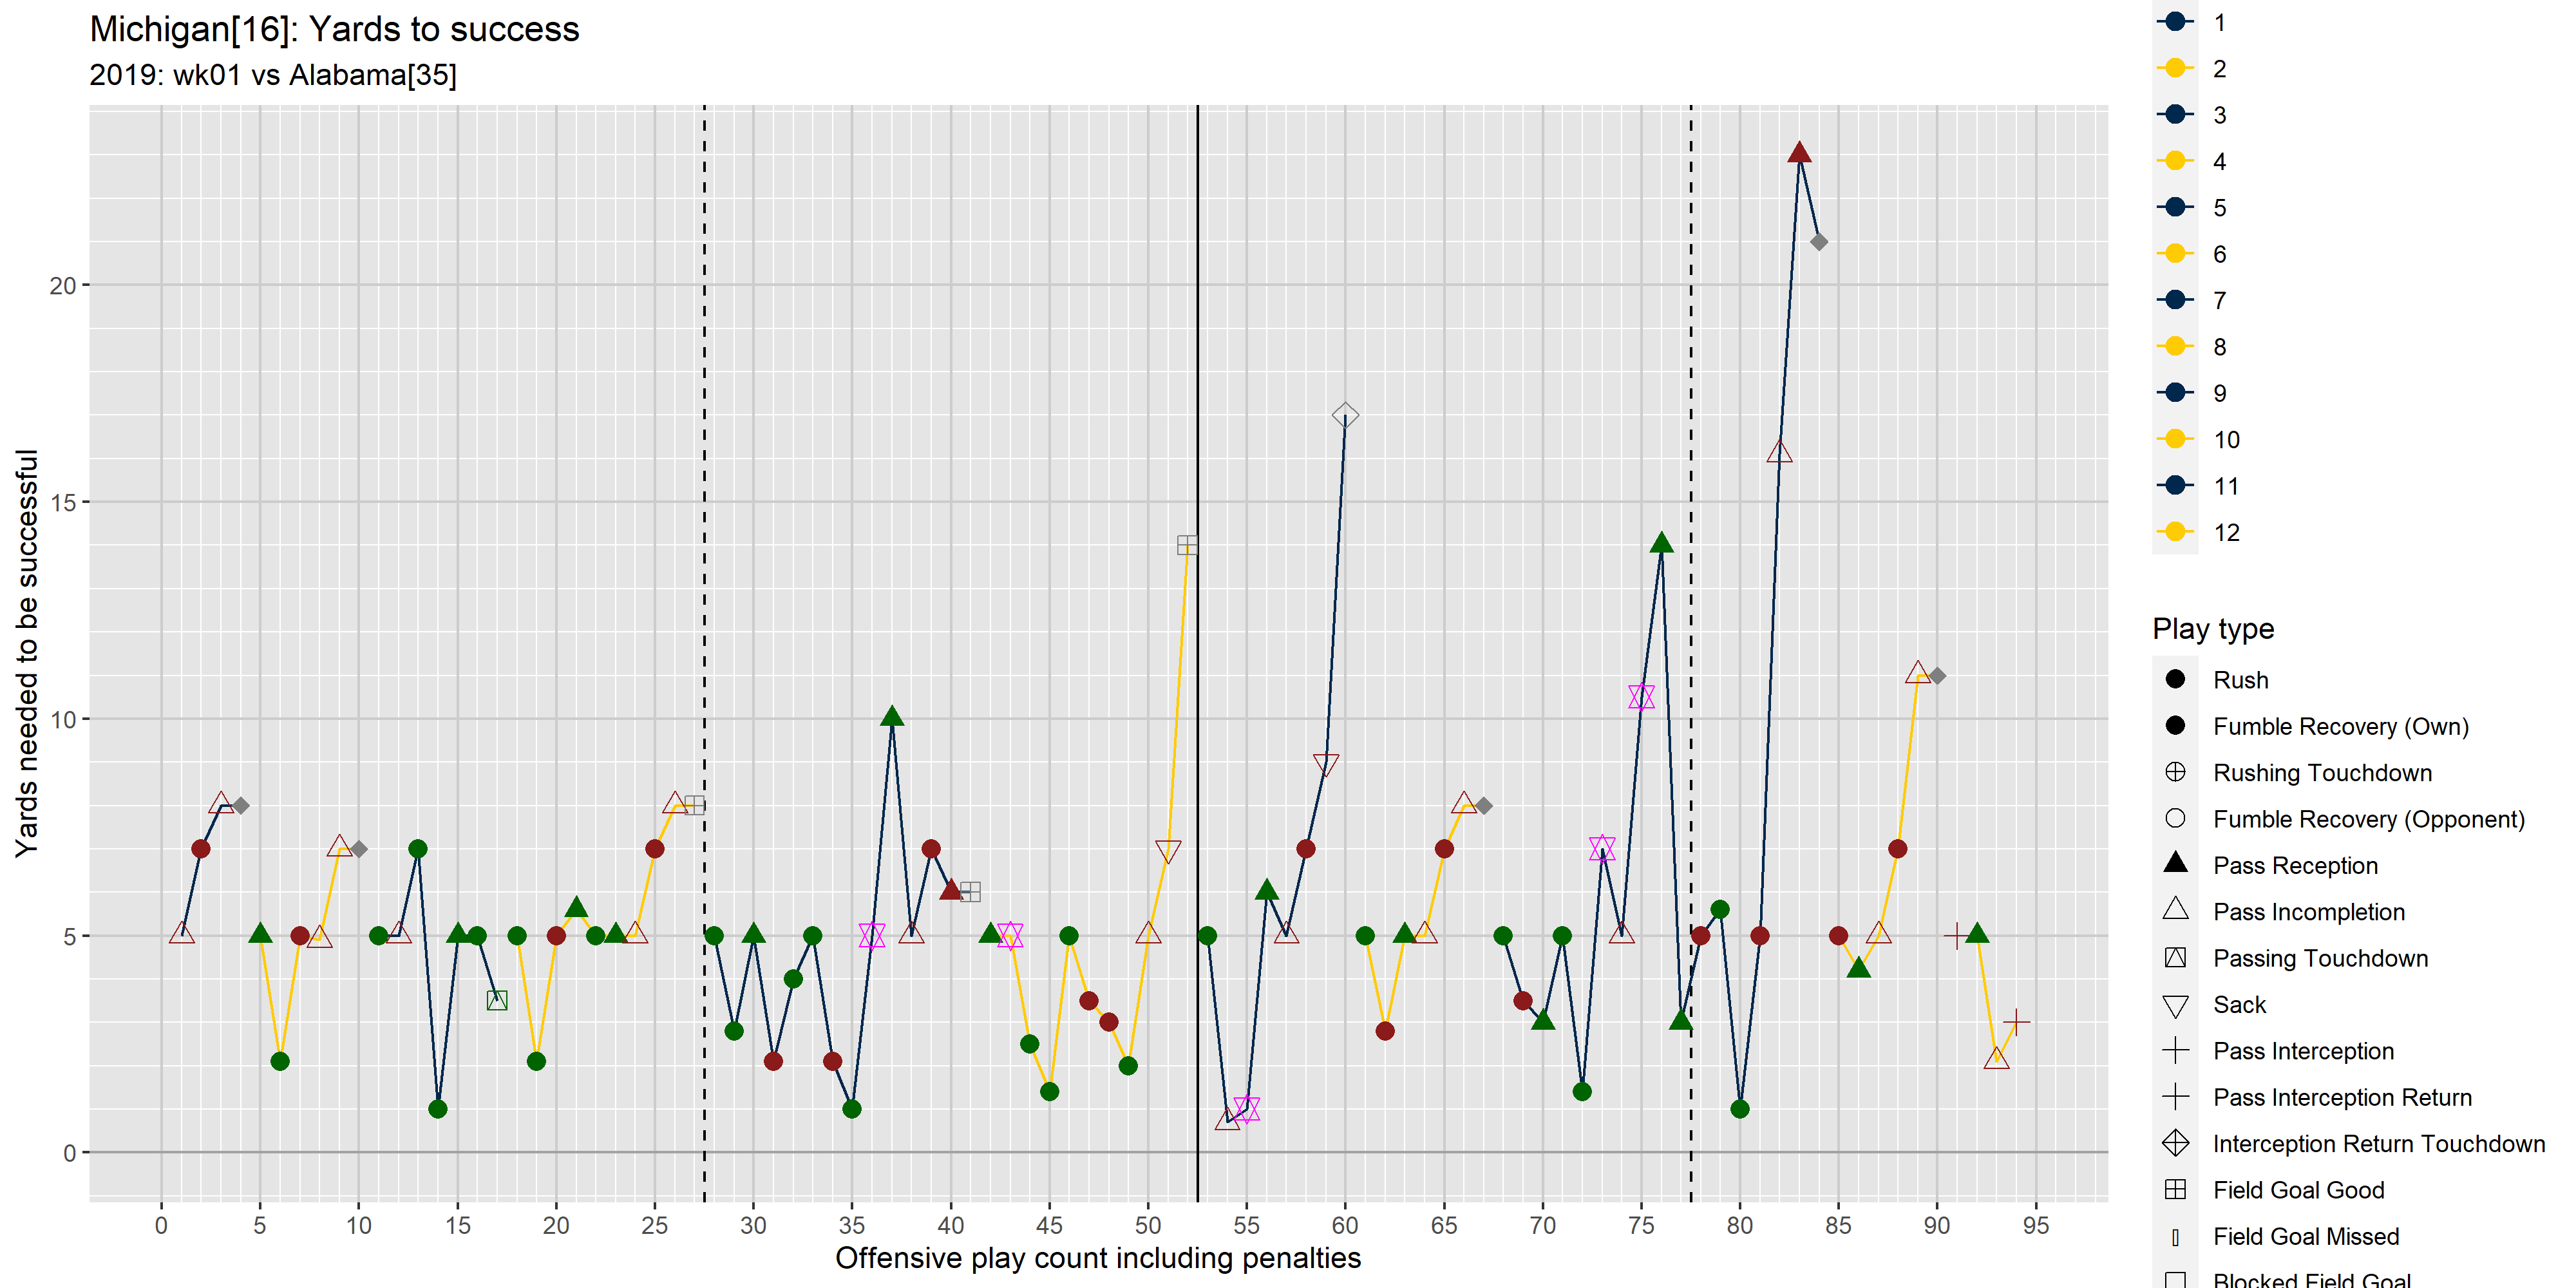 Michigan[16]: Yards to success
2019: wk01 vs Alabama[35]
Yards needed to be successful
20
15
10
5
0
0 5 10 15 20 25 30 35 40 45 50 55 60 65 70 75 80 85 90 95
Offensive play count including penalties
1
2
3
4
5
6
7
8
9
10
11
12
Play type
Rush
Fumble Recovery (Own)
Rushing Touchdown
Fumble Recovery (Opponent)
Pass Reception
Pass Incompletion
Passing Touchdown
Sack
Pass Interception
Pass Interception Return
Interception Return Touchdown
Field Goal Good
Field Goal Missed
Blocked Field Goal